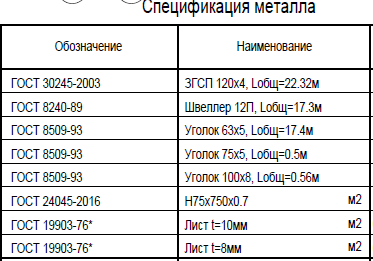 Спецификация металла
Обозначение Наименование
ГОСТ 30245-2003 ЗГСП 120х4, Lобщ=22.32м
ГОСТ 8240-89 Швеллер 12П, Lобщ=17.3м
ГОСТ 8509-93 Уголок 63х5, Lобщ=17.4м
ГОСТ 8509-93 Уголок 75х5, Lобщ=0.5м
ГОСТ 8509-93 Уголок 100х8, Lобщ=0.56м
ГОСТ 24045-2016 Н75х750х0.7 м2
ГОСТ 19903-76* Лист t=10мм м2
ГОСТ 19903-76* Лист t=8мм м2